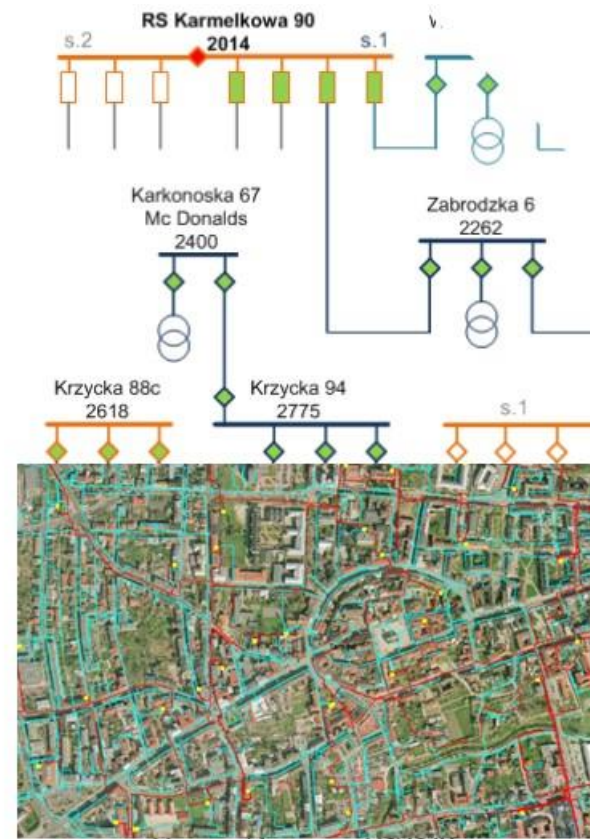 RS Karmelkowa 90
s.2
2014
s.1
Karkonoska 67
Mc Donalds
2400
Zabrodzka 6
2262
Krzycka 88c
2618
Krzycka 94
2775
s.1